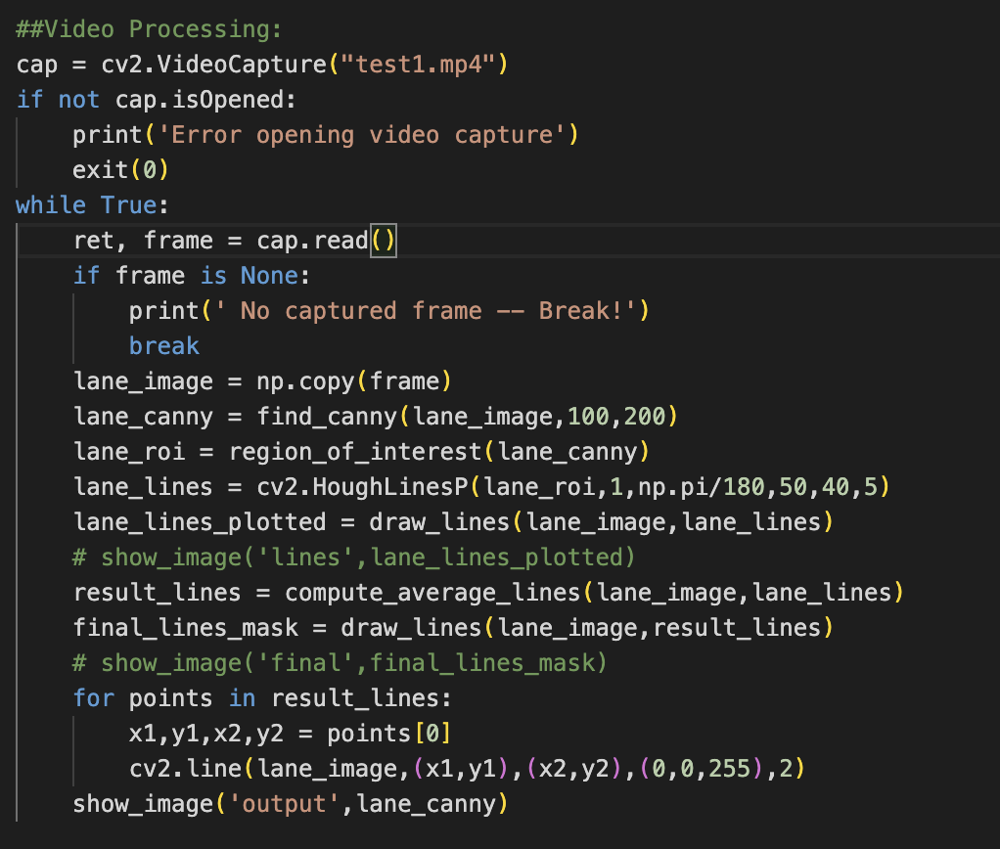 ##Video Processing:
cap = cv2.VideoCapture("test1.mp4")
if not cap.isOpened:
    print('Error opening video capture')
    exit(0)
while True:
    ret, frame = cap.read()
    if frame is None:
        print(' No captured frame -- Break!')
        break
    lane_image = np.copy(frame)
    lane_canny = find_canny(lane_image,100,200)
    lane_roi = region_of_interest(lane_canny)
    lane_lines = cv2.HoughLinesP(lane_roi,1,np.pi/180,50,40,5)
    lane_lines_plotted = draw_lines(lane_image,lane_lines)
    # show_image('lines',lane_lines_plotted)
    result_lines = compute_average_lines(lane_image,lane_lines)
    final_lines_mask = draw_lines(lane_image,result_lines)
    # show_image('final',final_lines_mask)
    for points in result_lines:
        x1,y1,x2,y2 = points[0]
        cv2.line(lane_image,(x1,y1),(x2,y2),(0,0,255),2)
    show_image('output',lane_canny)